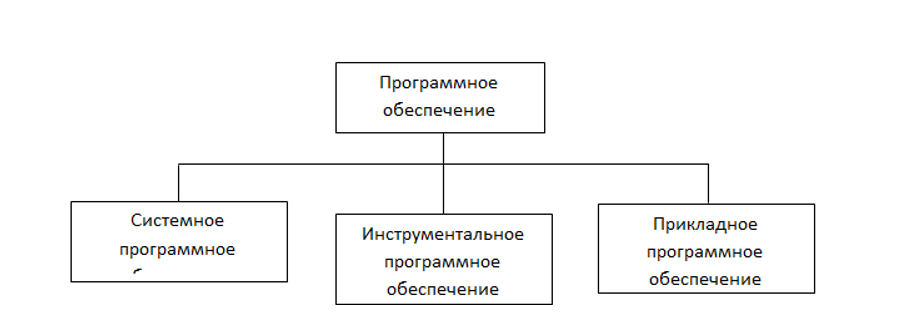 Программное
обеспечение
Системное
программное
Инструментальное
программное
обеспечение
Прикладное
программное
обеспечение